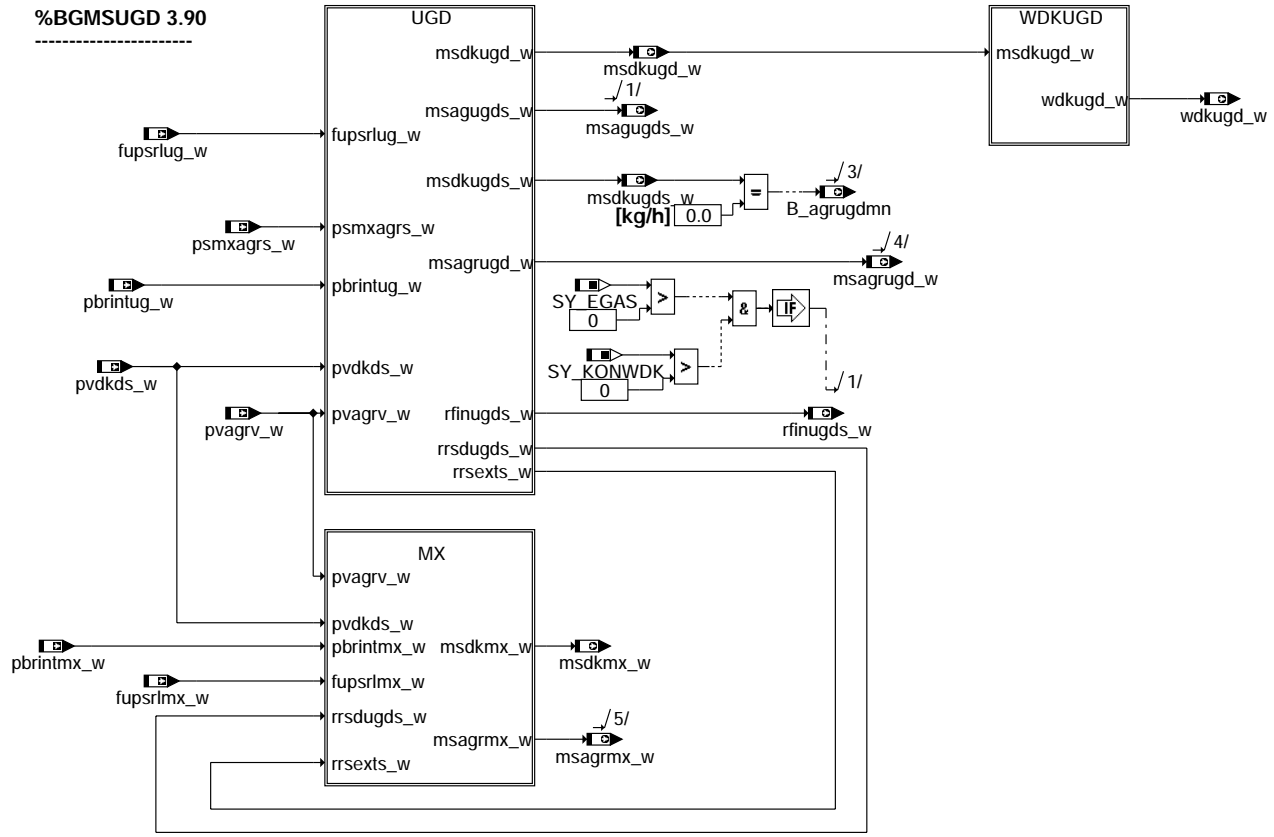 %BGMSUGD 3.90
----------------------
UGD
WDKUGD
msdkugd_w
msdkugd_w
msdkugd_w
wdkugd_w
wdkugd_w
msagugds_w
/1/
msagugds_w
fupsrlug_w
fupsrlug_w
msdkugds_w
msdkugds_w
[kg/h]
0.0
=
/3/
B_agrugdmn
psmxagrs_w
psmxagrs_w
msagrugd_w
/4/
msagrugd_w
pbrintug_w
pbrintug_w
SY_EGAS
0
>
&
IF
SY_KONWDK
0
>
/1/
pvdkds_w
pvdkds_w
pvagrv_w
pvagrv_w
rfinugds_w
rfinugds_w
rrsdugds_w
rrsexts_w
MX
pvagrv_w
pvdkds_w
pbrintmx_w
pbrintmx_w
msdkmx_w
msdkmx_w
fupsrlmx_w
fupsrlmx_w
rrsdugds_w
msagrmx_w
/5/
msagrmx_w
rrsexts_w